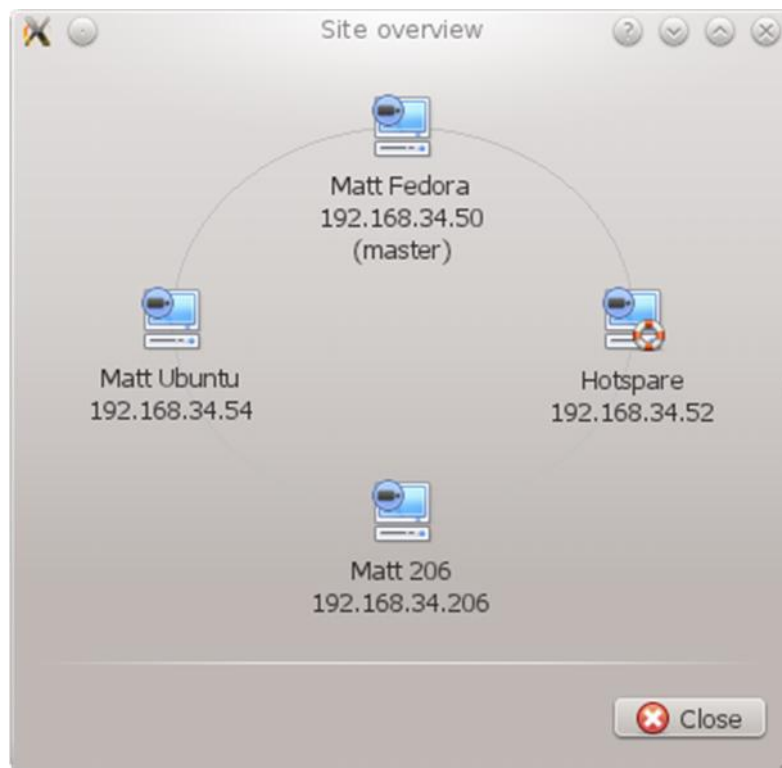 Site overview
Matt Fedora
192.168.34.50
(master)
Matt Ubuntu
192.168.34.54
Hotspare
192.168.34.52
Matt 206
192.168.34.206
Close